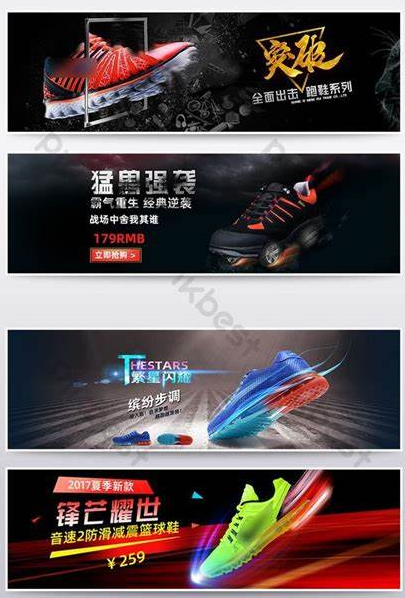 突破
全面出击 跑鞋系列
猛兽强袭
霸气重生 经典逆袭
战场中舍我其谁
179RMB
立即抢购 >
THESTARS
繁星闪耀
缤纷步调
2017夏季新款
锋芒耀世
音速2防滑减震篮球鞋
￥259